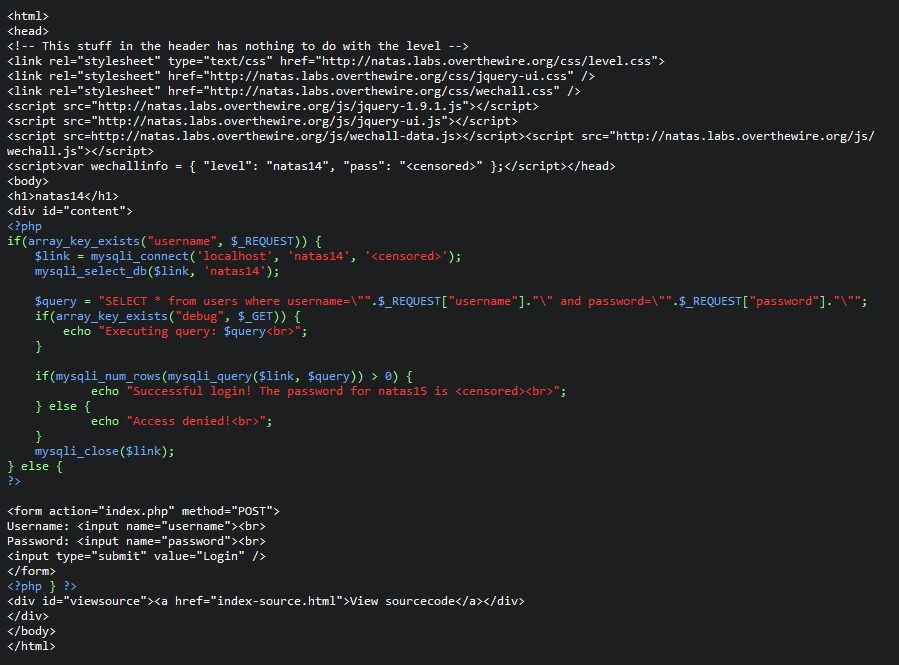 <html>
<head>
<!-- This stuff in the header has nothing to do with the level -->
<link rel="stylesheet" type="text/css" href="http://natas.labs.overthewire.org/css/level.css">
<link rel="stylesheet" href="http://natas.labs.overthewire.org/css/jquery-ui.css" />
<link rel="stylesheet" href="http://natas.labs.overthewire.org/css/wechall.css" />
<script src="http://natas.labs.overthewire.org/js/jquery-1.9.1.js"></script>
<script src="http://natas.labs.overthewire.org/js/jquery-ui.js"></script>
<script src=http://natas.labs.overthewire.org/js/wechall-data.js></script><script src="http://natas.labs.overthewire.org/js/
wechall.js"></script>
<script>var wechallinfo = { "level": "natas14", "pass": "<censored>" };</script></head>
<body>
<h1>natas14</h1>
<div id="content">
<?php
if(array_key_exists("username", $_REQUEST)) {
    $link = mysqli_connect('localhost', 'natas14', '<censored>');
    mysqli_select_db($link, 'natas14');

    $query = "SELECT * from users where username=\"".$_REQUEST["username"]."\" and password=\"".$_REQUEST["password"]."\"";
    if(array_key_exists("debug", $_GET)) {
        echo "Executing query: $query<br>";
    }

    if(mysqli_num_rows(mysqli_query($link, $query)) > 0) {
            echo "Successful login! The password for natas15 is <censored><br>";
    } else {
            echo "Access denied!<br>";
    }
    mysqli_close($link);
} else {
?>

<form action="index.php" method="POST">
Username: <input name="username"><br>
Password: <input name="password"><br>
<input type="submit" value="Login" />
</form>
<?php } ?>
<div id="viewsource"><a href="index-source.html">View sourcecode</a></div>
</div>
</body>
</html>